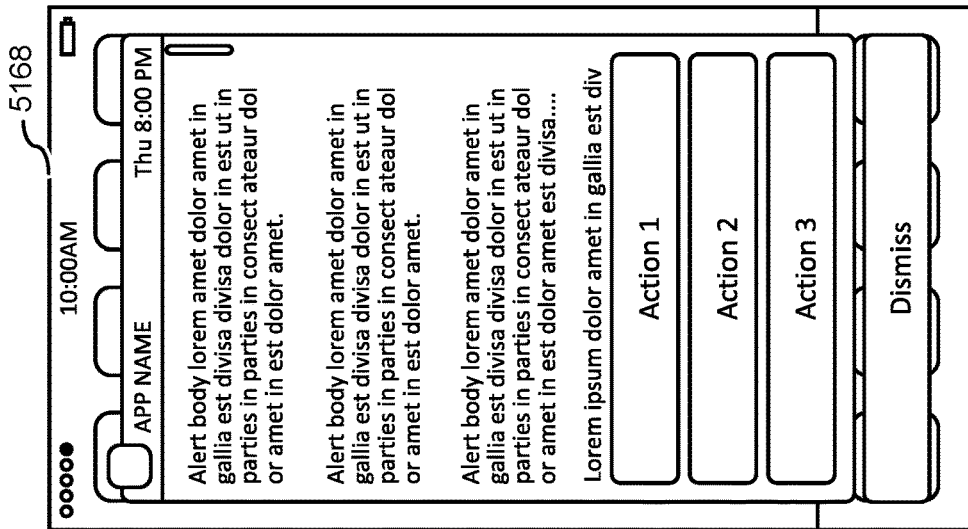 5168
10:00AM
APP NAME Thu 8:00 PM
Alert body lorem amet dolor amet in
gallia est divisa divisa dolor in est ut in
parties in parties in consect ateaur dol
or amet in est dolor amet.
Alert body lorem amet dolor amet in
gallia est divisa divisa dolor in est ut in
parties in parties in consect ateaur dol
or amet in est dolor amet.
Alert body lorem amet dolor amet in
gallia est divisa divisa dolor in est ut in
parties in parties in consect ateaur dol
or amet in est dolor amet est divisa....
Lorem ipsum dolor amet in gallia est div
Action 1
Action 2
Action 3
Dismiss